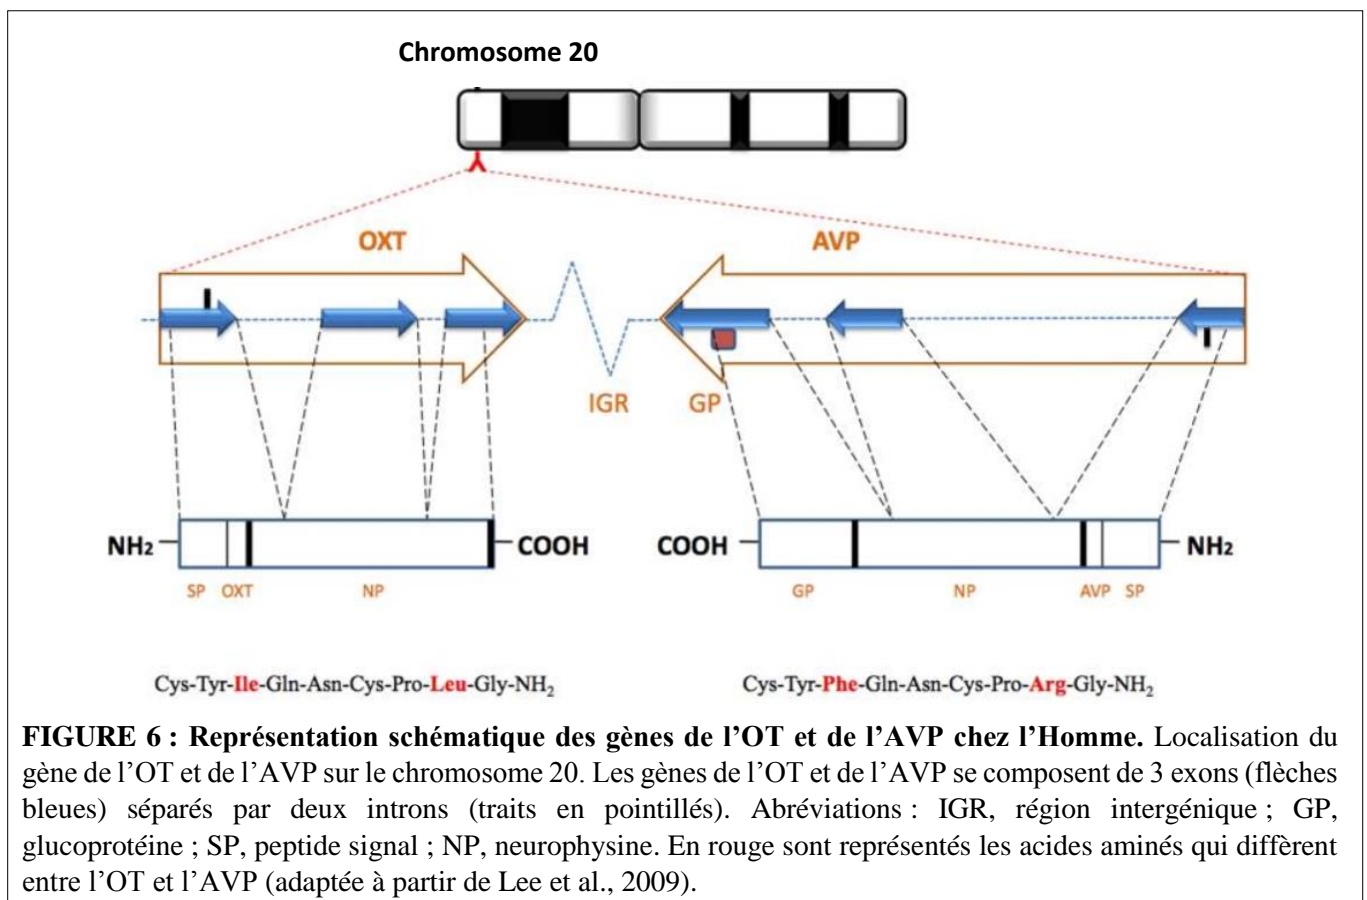 Chromosome 20
OXT
AVP
IGR
GP
NH₂
COOH
COOH
NH₂
SP OXT NP
GP NP AVP SP
Cys-Tyr-Ile-Gln-Asn-Cys-Pro-Leu-Gly-NH₂
Cys-Tyr-Phe-Gln-Asn-Cys-Pro-Arg-Gly-NH₂
FIGURE 6 : Représentation schématique des gènes de l’OT et de l’AVP chez l’Homme. Localisation du
gène de l’OT et de l’AVP sur le chromosome 20. Les gènes de l’OT et de l’AVP se composent de 3 exons (flèches
bleues) séparés par deux introns (traits en pointillés). Abréviations : IGR, région intergénique ; GP,
glucoprotéine ; SP, peptide signal ; NP, neurophysine. En rouge sont représentés les acides aminés qui diffèrent
entre l’OT et l’AVP (adaptée à partir de Lee et al., 2009).